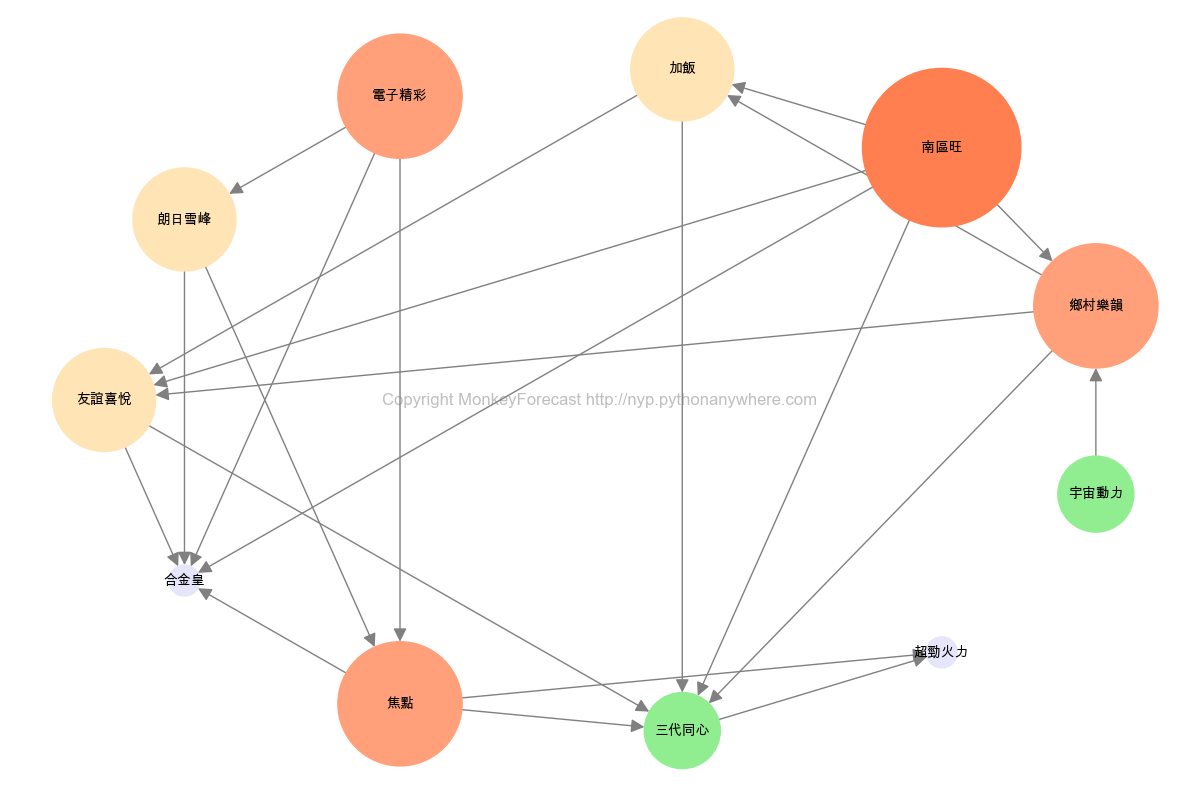 加飯
電子精彩
南區旺
朗日雪峰
鄉村樂韻
友誼喜悅
Copyright MonkeyForecast http://nyp.pythonanywhere.com
宇宙動力
合金皇
超勁火力
焦點
三代同心